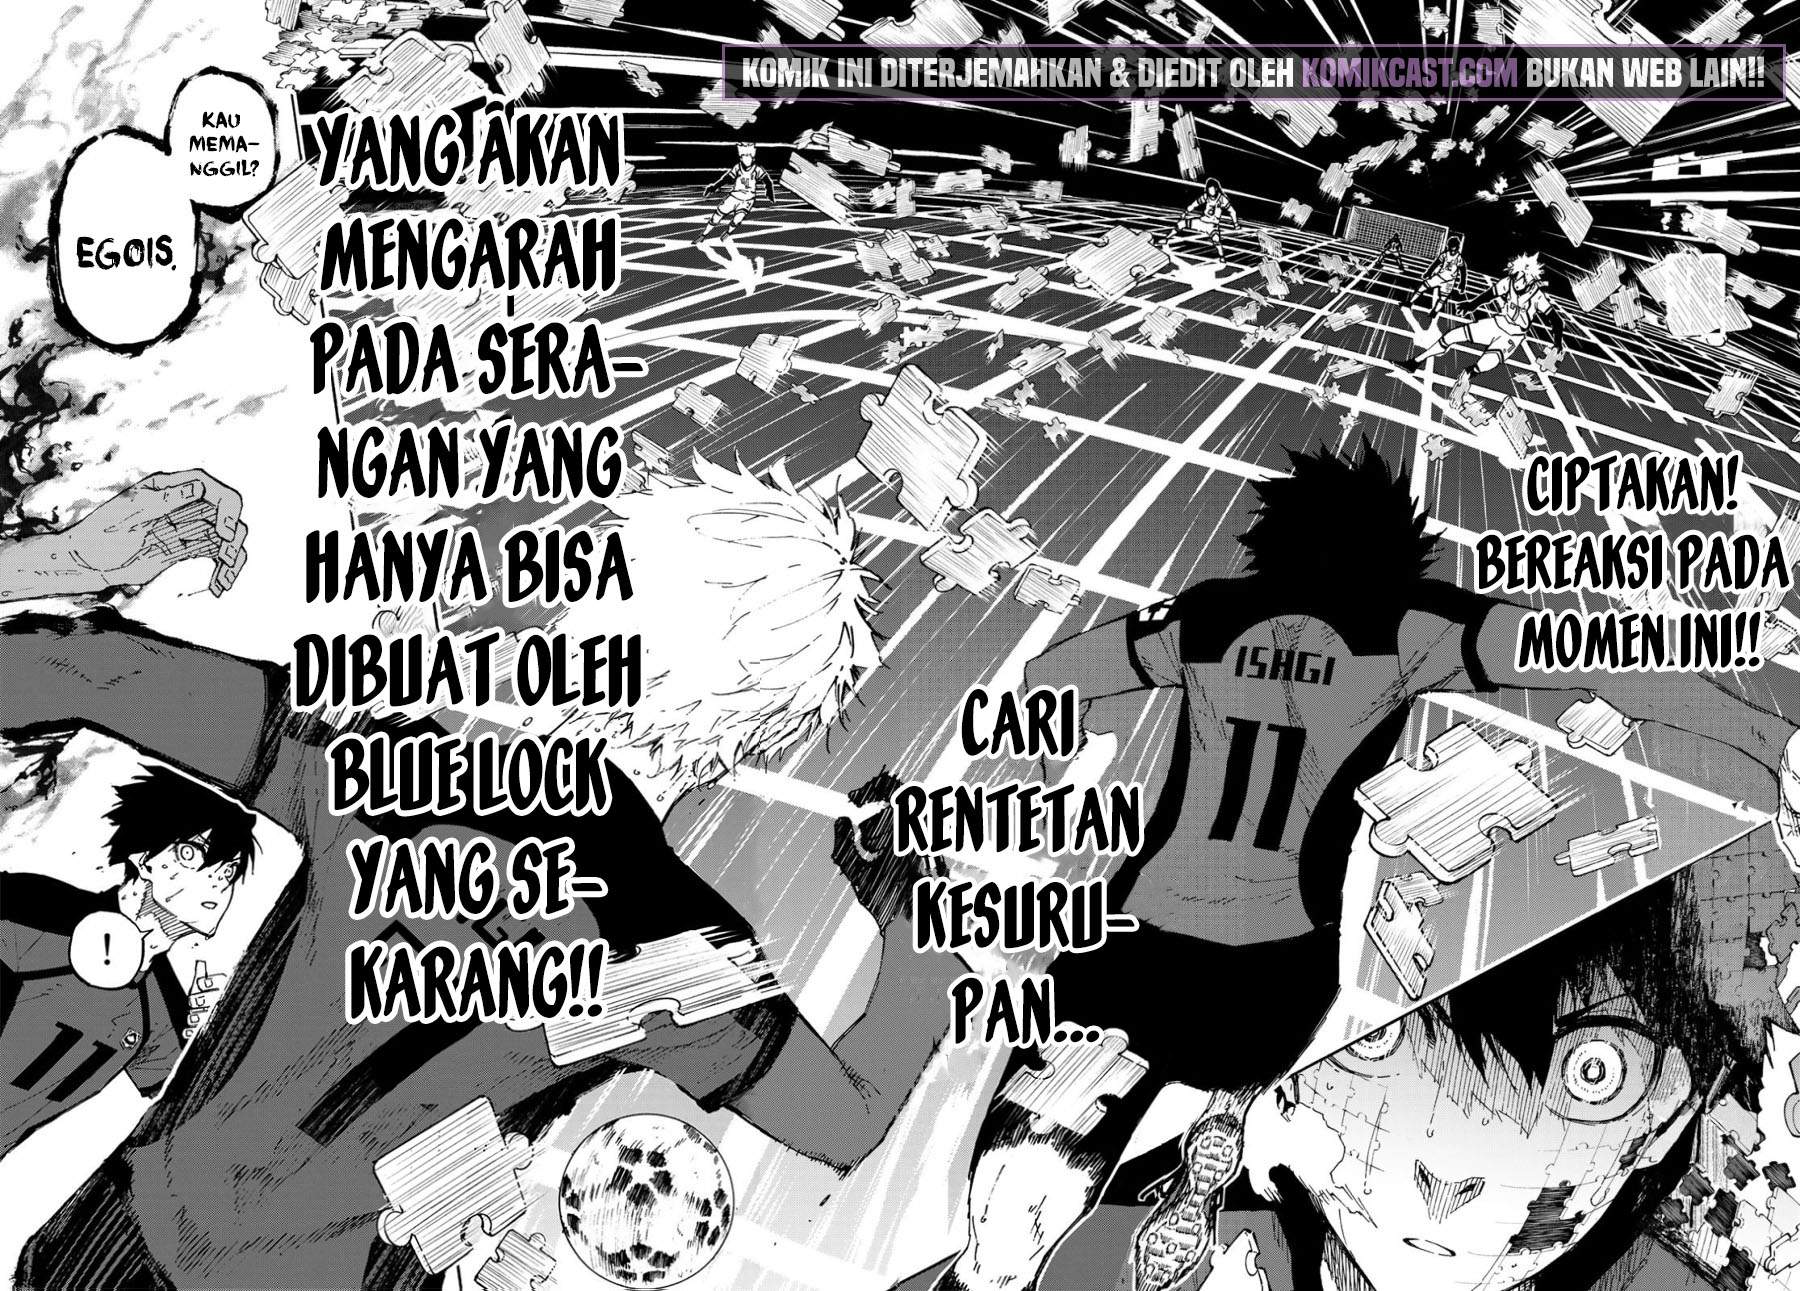 KOMIK INI DITERJEMAHKAN & DIEDIT OLEH KOMIKCAST.COM BUKAN WEB LAIN!!
CIPTAKAN!
BEREAKSI PADA
MOMEN INI!!
ISAGI
11
CARI
RENTETAN
KESURU-
PAN...
YANG AKAN
MENGARAH
PADA SERA-
NGAN YANG
HANYA BISA
DIBUAT OLEH
BLUE LOCK
YANG SE-
KARANG!!
KAU
MEMA-
NGGIL?
EGOIS.
!
11